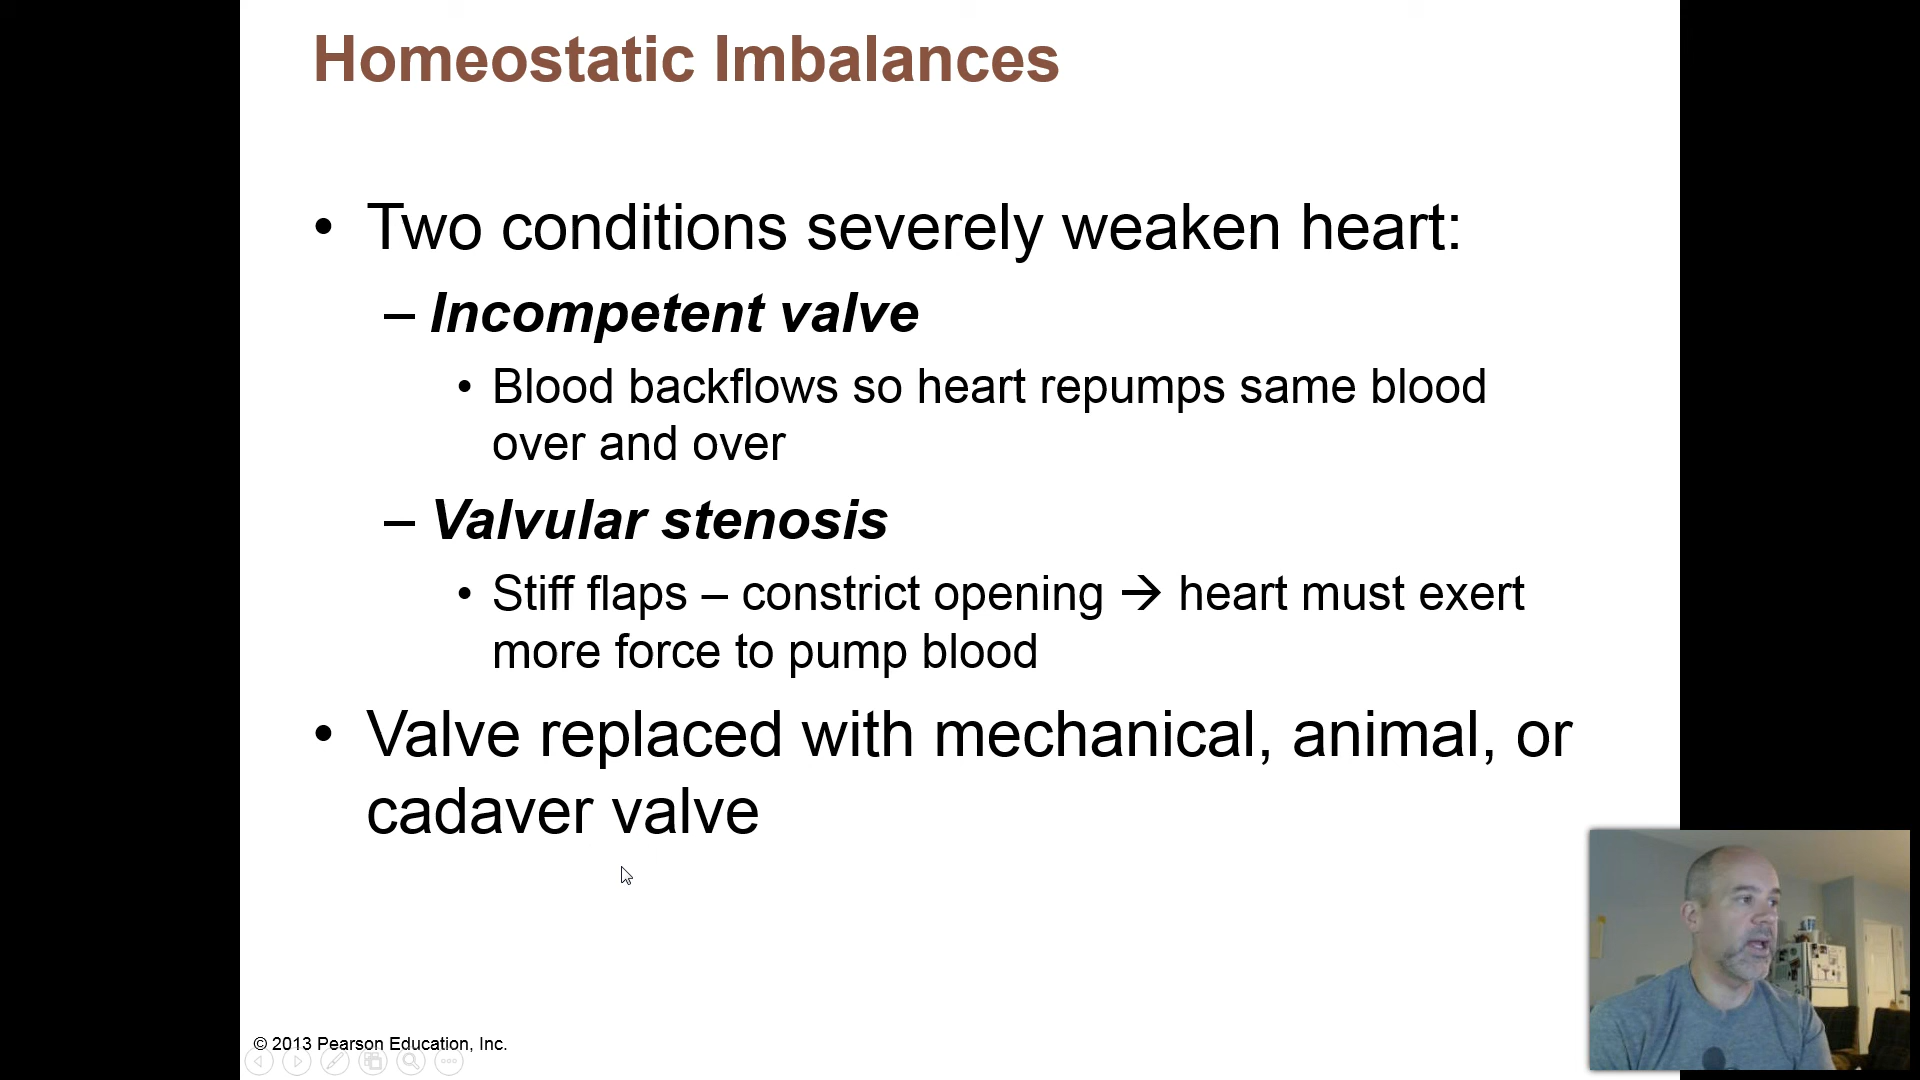 Homeostatic Imbalances
• Two conditions severely weaken heart:
– Incompetent valve
• Blood backflows so heart repumps same blood
over and over
– Valvular stenosis
• Stiff flaps – constrict opening → heart must exert
more force to pump blood
• Valve replaced with mechanical, animal, or
cadaver valve
© 2013 Pearson Education, Inc.